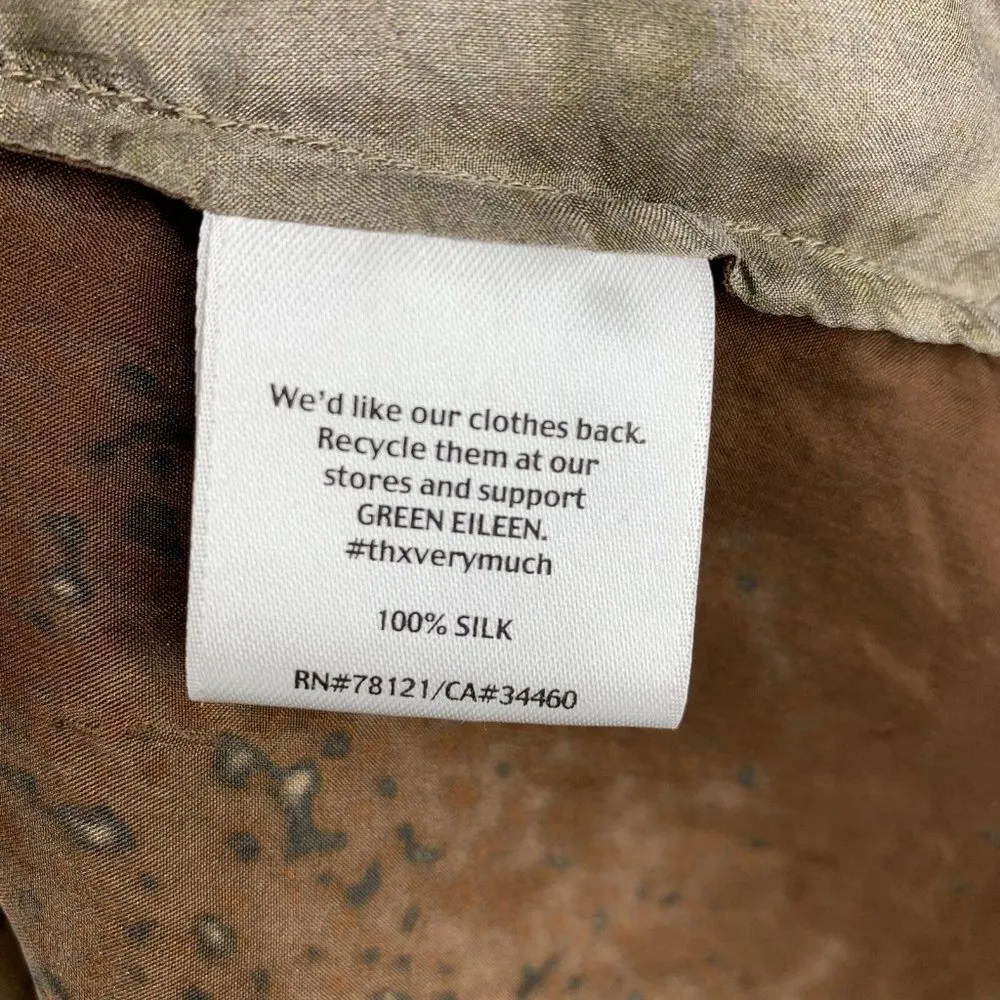 We'd like our clothes back.
Recycle them at our
stores and support
GREEN EILEEN.
#thxverymuch
100% SILK
RN#78121/CA#34460